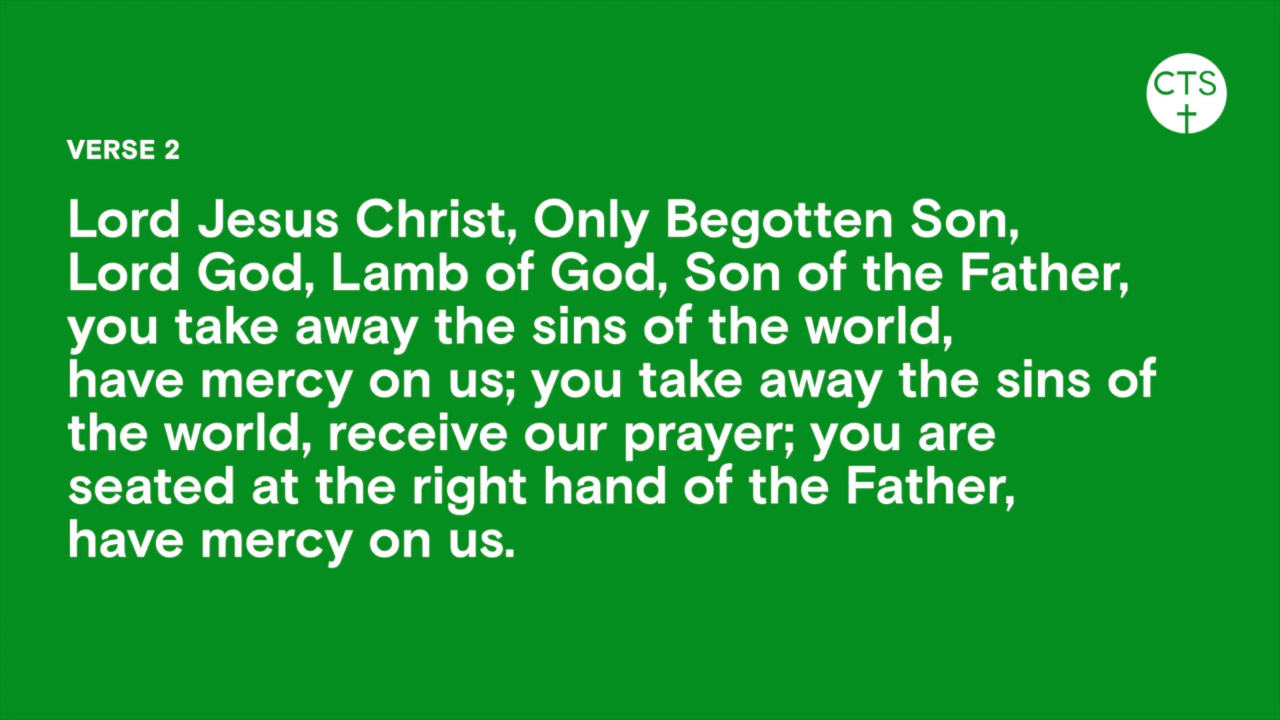 CTS
VERSE 2
Lord Jesus Christ, Only Begotten Son,
Lord God, Lamb of God, Son of the Father,
you take away the sins of the world,
have mercy on us; you take away the sins of
the world, receive our prayer; you are
seated at the right hand of the Father,
have mercy on us.